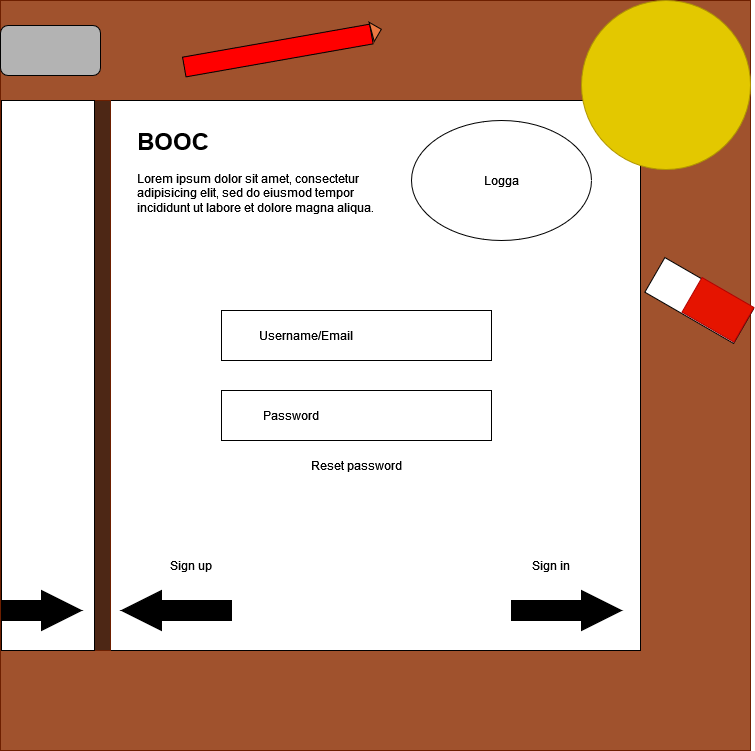 BOOC
Lorem ipsum dolor sit amet, consectetur
adipisicing elit, sed do eiusmod tempor
incididunt ut labore et dolore magna aliqua.
Logga
Username/Email
Password
Reset password
Sign up
Sign in